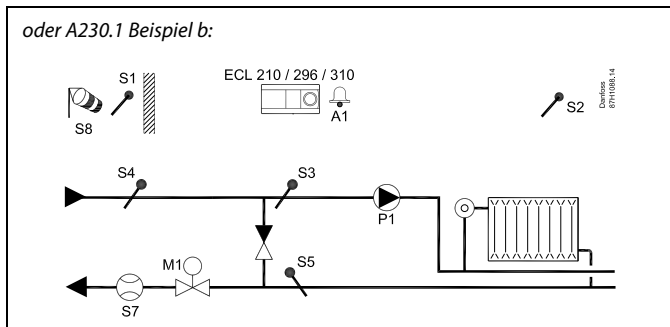 oder A230.1 Beispiel b:
ECL 210 / 296 / 310
S1
S8
A1
S2
Danfoss
87H1088.14
S4
S3
P1
M1
S5
S7